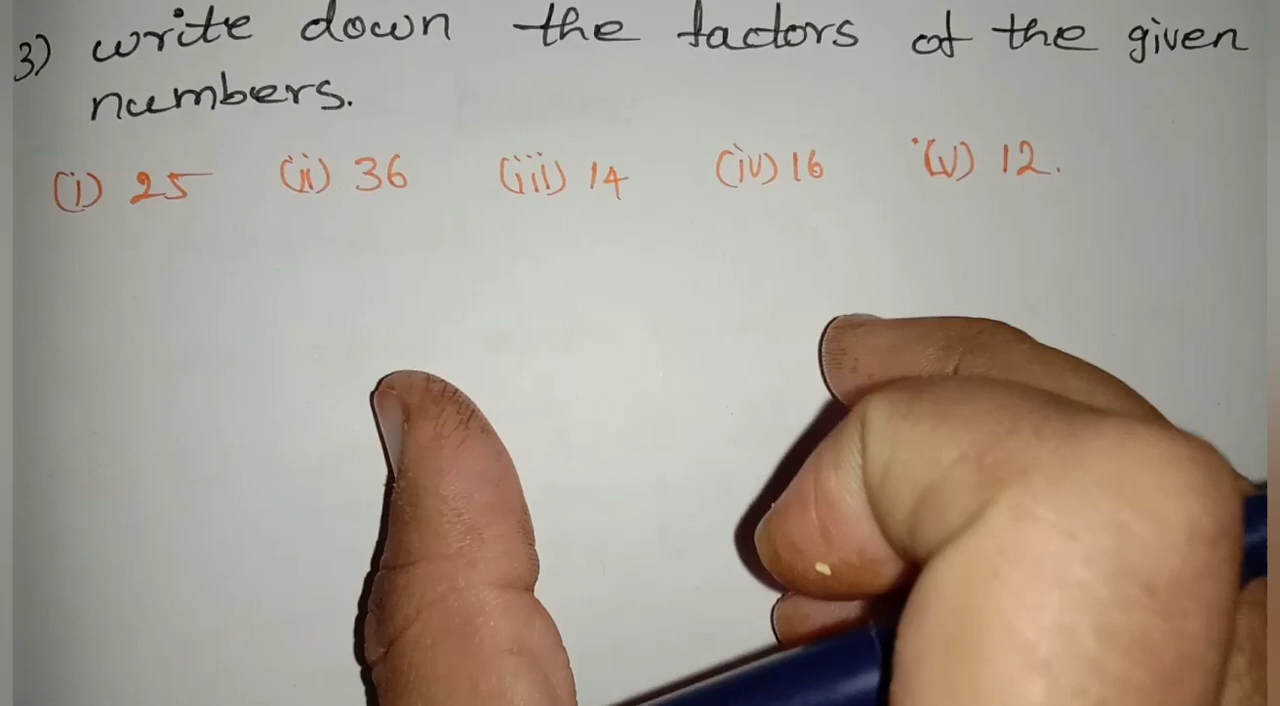 3) write down the factors of the given
numbers.
(i) 25 (ii) 36 (iii) 14 (iv) 16 (v) 12.